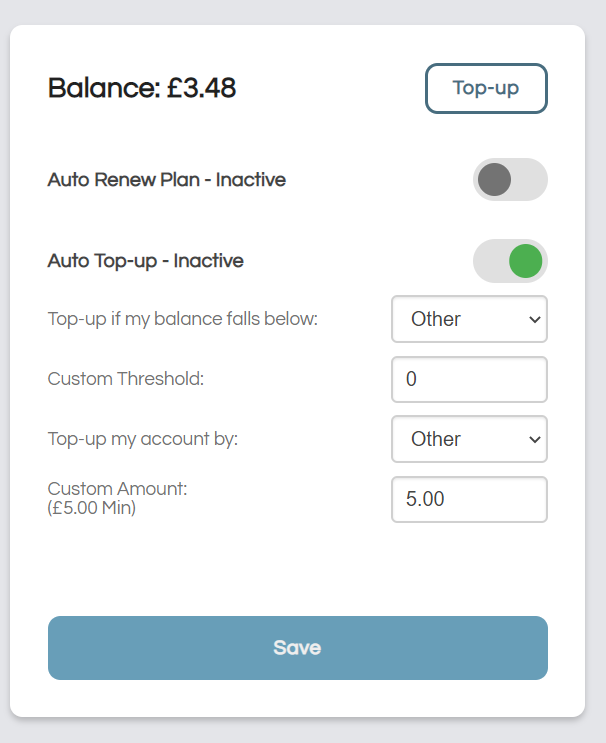 Balance: £3.48
Top-up
Auto Renew Plan - Inactive
Auto Top-up - Inactive
Top-up if my balance falls below:
Other
Custom Threshold:
0
Top-up my account by:
Other
Custom Amount:
(£5.00 Min)
5.00
Save